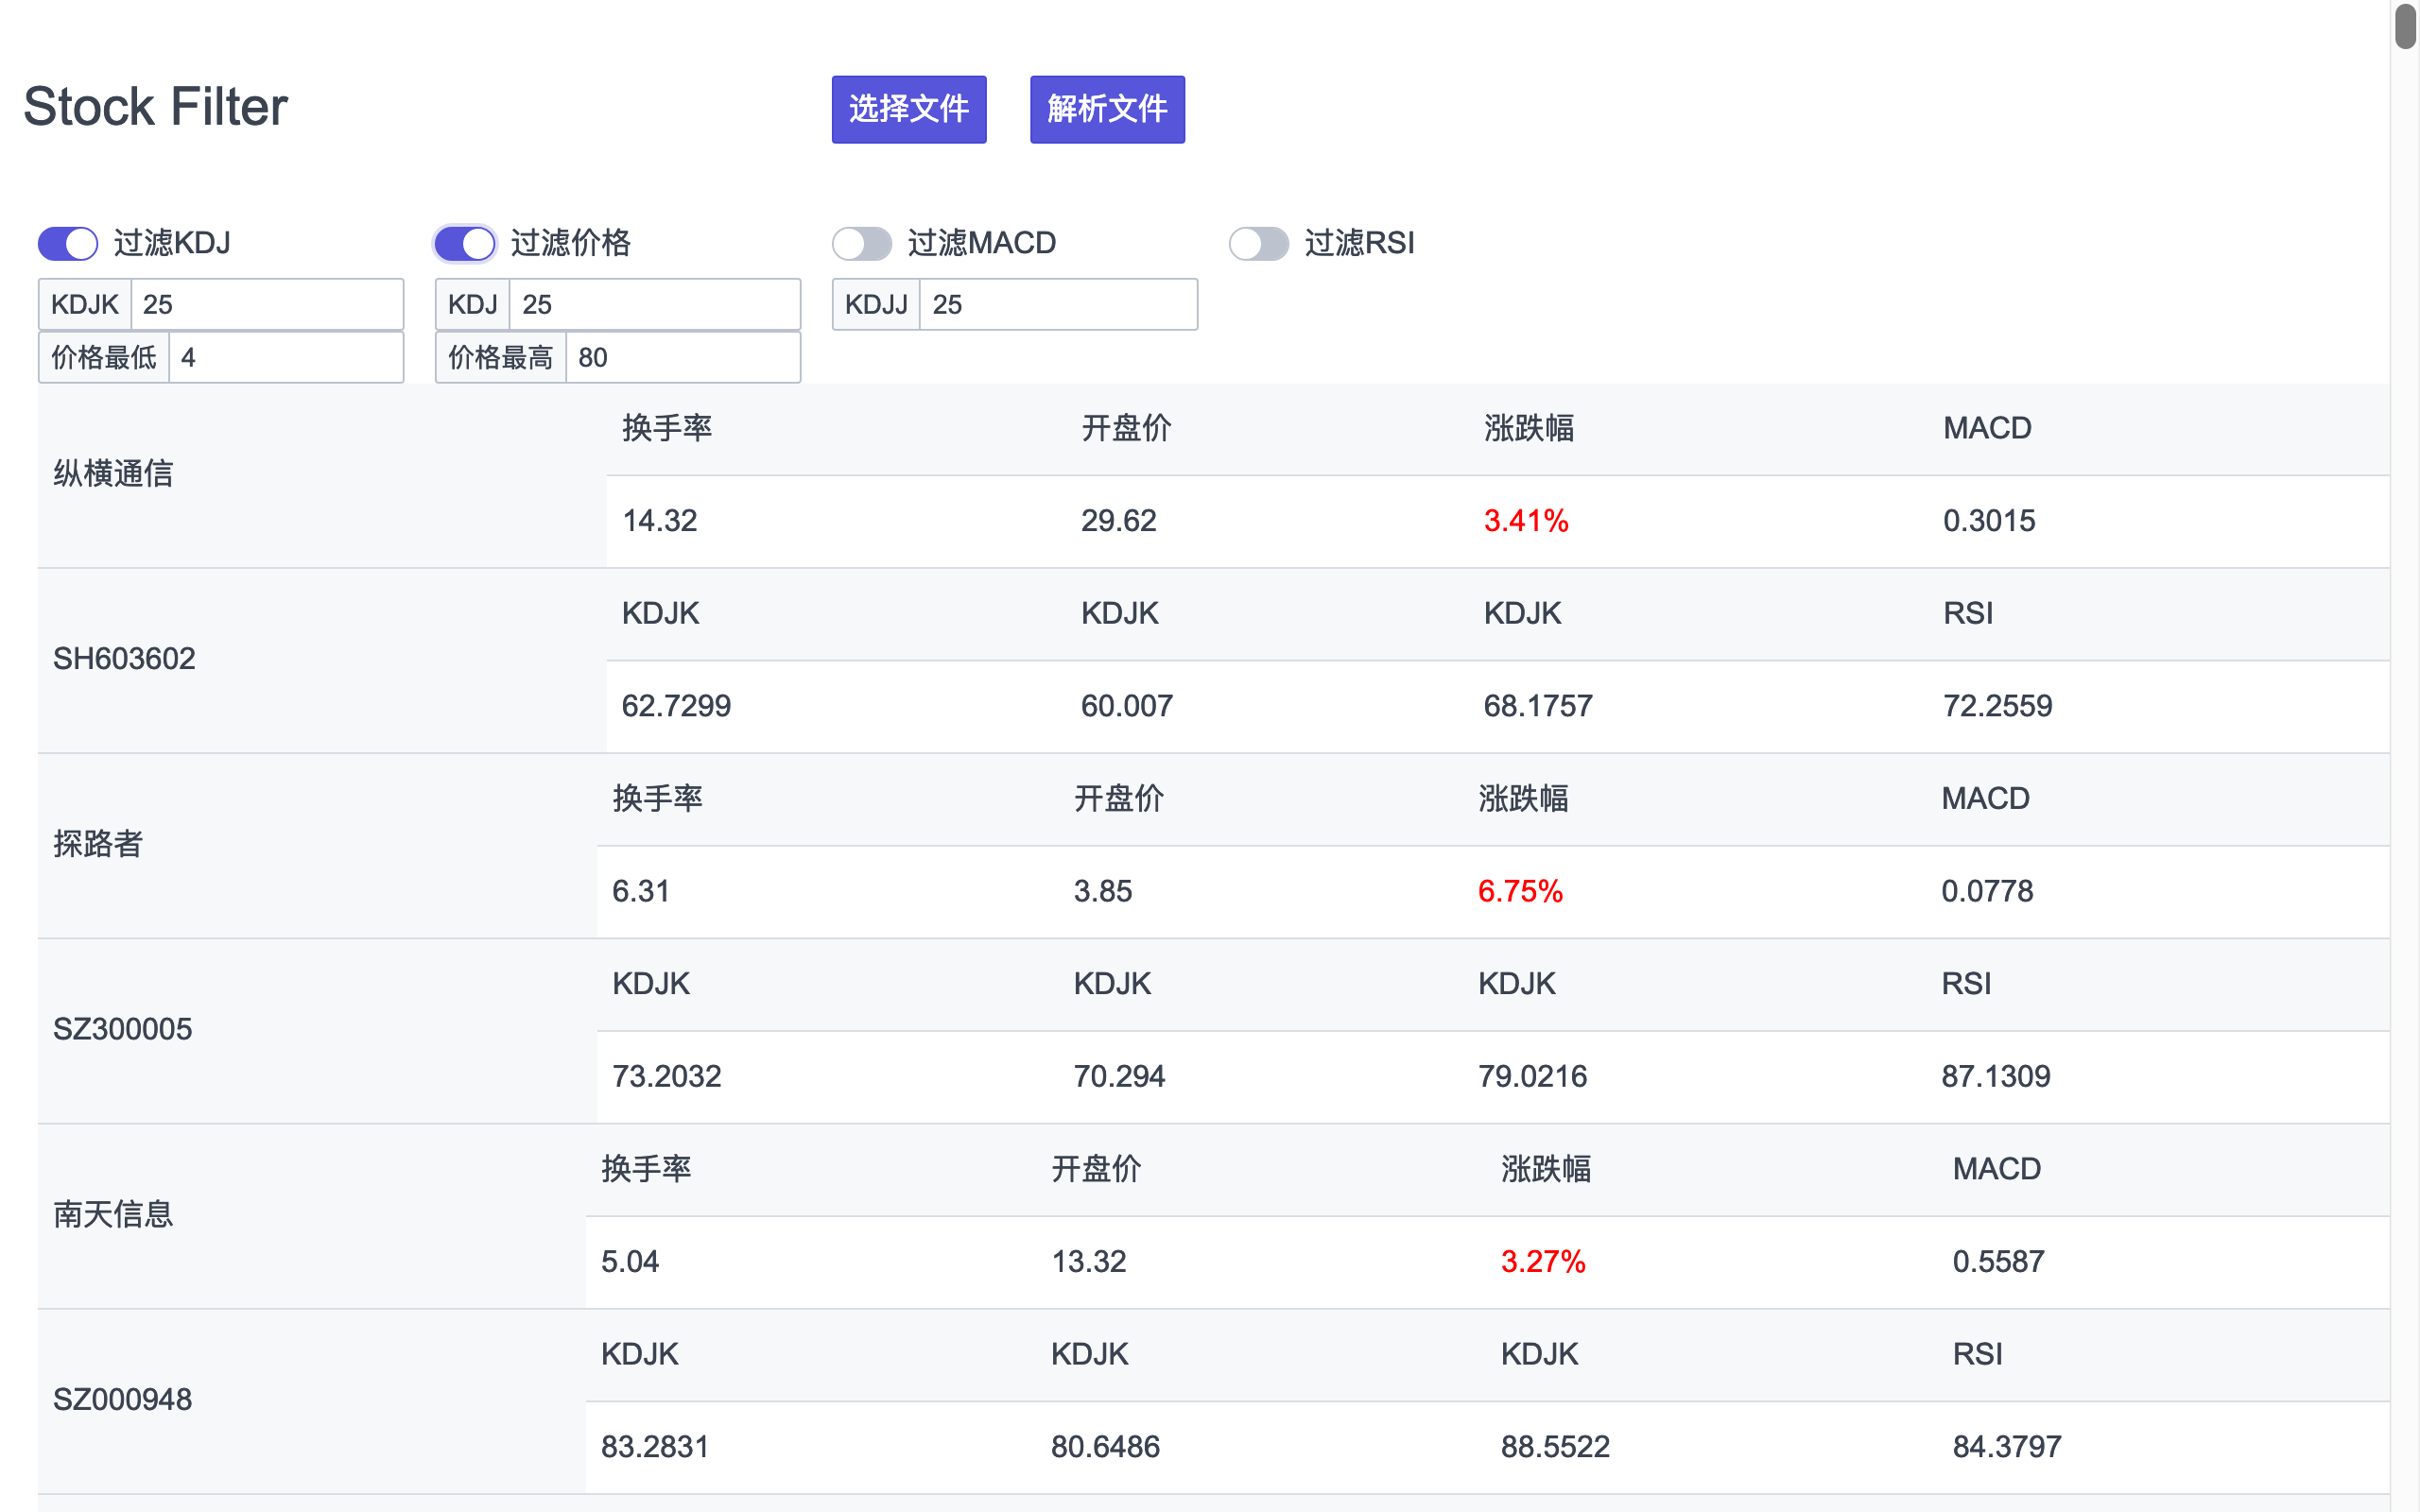 Stock Filter 选择文件 解析文件
过滤KDJ 过滤价格 过滤MACD 过滤RSI
KDJK 25 KDJ 25 KDJJ 25
价格最低 4 价格最高 80
纵横通信
换手率 开盘价 涨跌幅 MACD
14.32 29.62 3.41% 0.3015
SH603602
KDJK KDJK KDJK RSI
62.7299 60.007 68.1757 72.2559
探路者
换手率 开盘价 涨跌幅 MACD
6.31 3.85 6.75% 0.0778
SZ300005
KDJK KDJK KDJK RSI
73.2032 70.294 79.0216 87.1309
南天信息
换手率 开盘价 涨跌幅 MACD
5.04 13.32 3.27% 0.5587
SZ000948
KDJK KDJK KDJK RSI
83.2831 80.6486 88.5522 84.3797